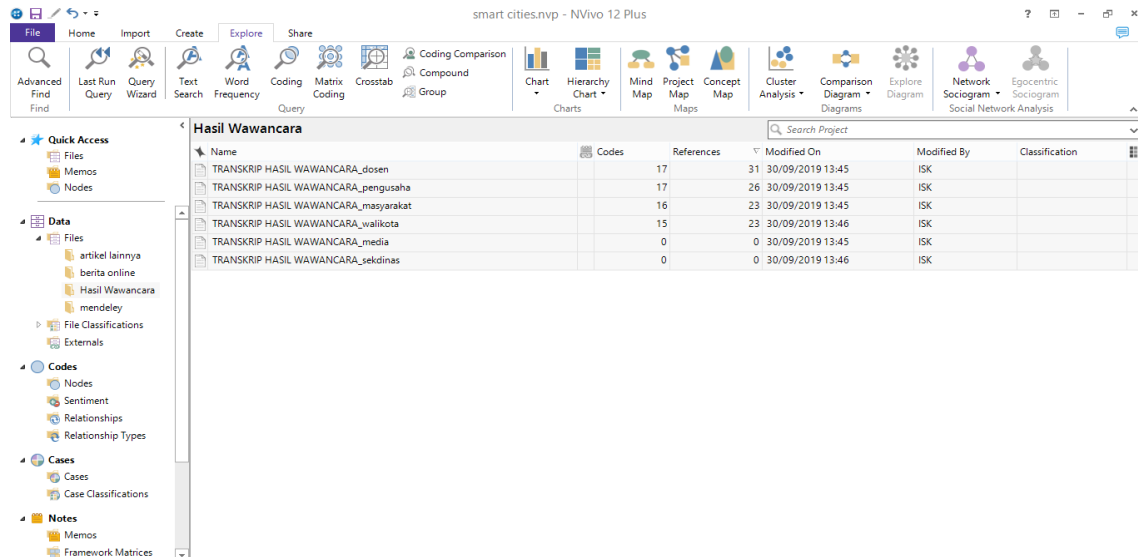 smart cities.nvp - NVivo 12 Plus
File Home Import Create Explore Share
Advanced Find
Last Run Query
Query Wizard
Text Search
Word Frequency
Coding
Matrix Coding
Crosstab
Coding Comparison
Compound
Group
Chart
Hierarchy Chart
Mind Map
Project Map
Concept Map
Cluster Analysis
Comparison Diagram
Explore Diagram
Network Sociogram
Egocentric Sociogram
Find Query Charts Maps Diagrams Social Network Analysis
Quick Access
Files
Memos
Nodes
Data
Files
artikel lainnya
berita online
Hasil Wawancara
mendeley
File Classifications
Externals
Codes
Nodes
Sentiment
Relationships
Relationship Types
Cases
Cases
Case Classifications
Notes
Memos
Framework Matrices
Hasil Wawancara
Search Project
Name Codes References Modified On Modified By Classification
TRANSKRIP HASIL WAWANCARA_dosen 17 31 30/09/2019 13:45 ISK
TRANSKRIP HASIL WAWANCARA_pengusaha 17 26 30/09/2019 13:45 ISK
TRANSKRIP HASIL WAWANCARA_masyarakat 16 23 30/09/2019 13:45 ISK
TRANSKRIP HASIL WAWANCARA_walikota 15 23 30/09/2019 13:46 ISK
TRANSKRIP HASIL WAWANCARA_media 0 0 30/09/2019 13:45 ISK
TRANSKRIP HASIL WAWANCARA_sekdinas 0 0 30/09/2019 13:46 ISK